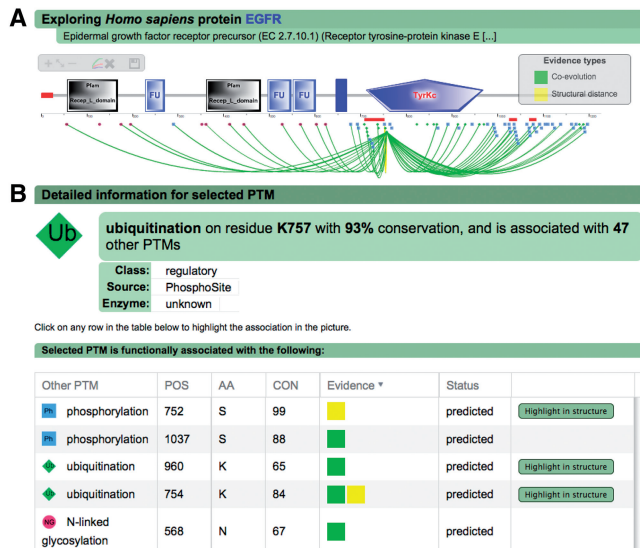 A
Exploring Homo sapiens protein EGFR
Epidermal growth factor receptor precursor (EC 2.7.10.1) (Receptor tyrosine-protein kinase E [...]
Evidence types
Co-evolution
Structural distance
Pfam
Recep_L_domain
FU
Pfam
Recep_L_domain
FU
FU
TyrKc
B
Detailed information for selected PTM
Ub
ubiquitination on residue K757 with 93% conservation, and is associated with 47
other PTMs
Class: regulatory
Source: PhosphoSite
Enzyme: unknown
Click on any row in the table below to highlight the association in the picture.
Selected PTM is functionally associated with the following:
Other PTM POS AA CON Evidence ▼ Status
Ph phosphorylation 752 S 99 predicted Highlight in structure
Ph phosphorylation 1037 S 88 predicted
Ub ubiquitination 960 K 65 predicted Highlight in structure
Ub ubiquitination 754 K 84 predicted Highlight in structure
NG N-linked
glycosylation 568 N 67 predicted